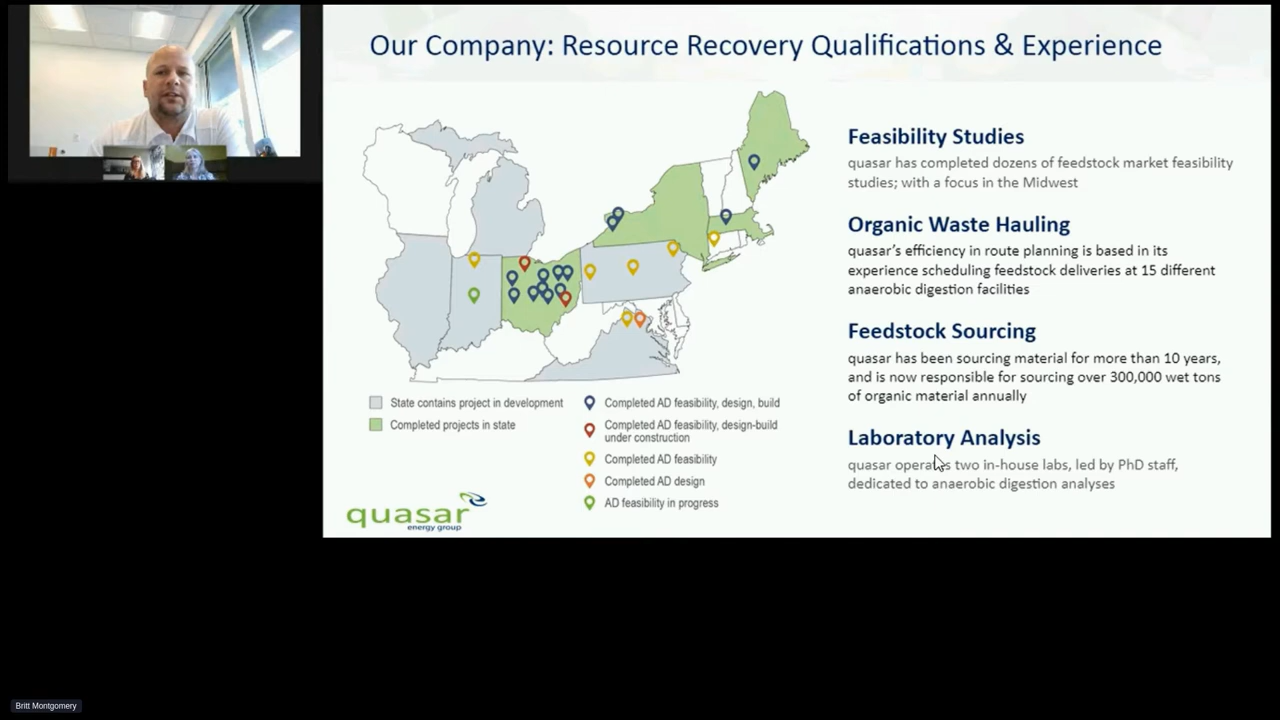 Our Company: Resource Recovery Qualifications & Experience
Feasibility Studies
quasar has completed dozens of feedstock market feasibility
studies; with a focus in the Midwest
Organic Waste Hauling
quasar's efficiency in route planning is based in its
experience scheduling feedstock deliveries at 15 different
anaerobic digestion facilities
Feedstock Sourcing
quasar has been sourcing material for more than 10 years,
and is now responsible for sourcing over 300,000 wet tons
of organic material annually
Laboratory Analysis
quasar operates two in-house labs, led by PhD staff,
dedicated to anaerobic digestion analyses
State contains project in development
Completed projects in state
Completed AD feasibility, design, build
Completed AD feasibility, design-build
under construction
Completed AD feasibility
Completed AD design
AD feasibility in progress
quasar
energy group
Britt Montgomery